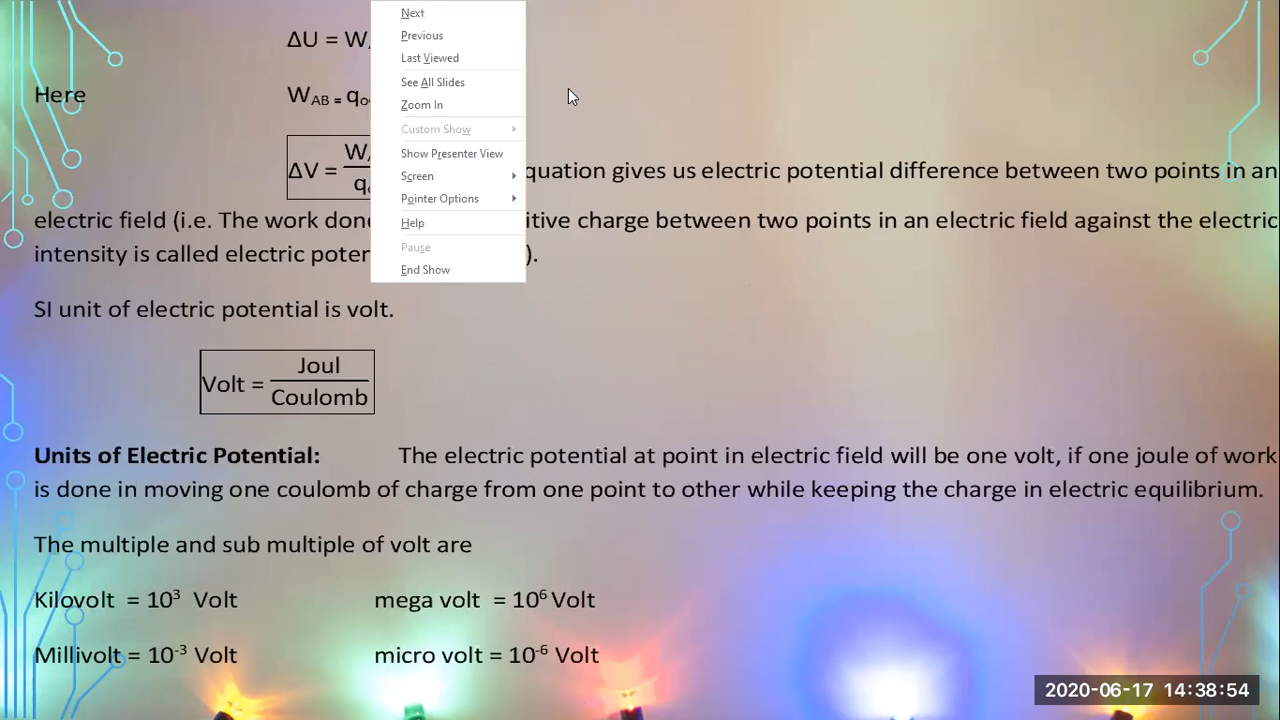 ΔU = W
Here W_AB = q_o
ΔV = W / q
quation gives us electric potential difference between two points in an
electric field (i.e. The work done itive charge between two points in an electric field against the electric
intensity is called electric poten ).
SI unit of electric potential is volt.
Volt = Joul / Coulomb
Units of Electric Potential: The electric potential at point in electric field will be one volt, if one joule of work
is done in moving one coulomb of charge from one point to other while keeping the charge in electric equilibrium.
The multiple and sub multiple of volt are
Kilovolt = 10³ Volt mega volt = 10⁶ Volt
Millivolt = 10⁻³ Volt micro volt = 10⁻⁶ Volt
Next
Previous
Last Viewed
See All Slides
Zoom In
Custom Show
Show Presenter View
Screen
Pointer Options
Help
Pause
End Show
2020-06-17 14:38:54